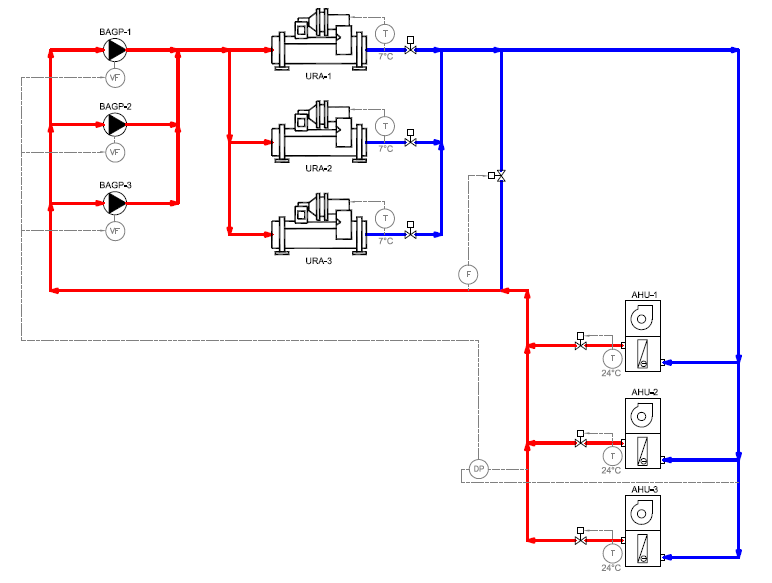 BAGP-1
VF
BAGP-2
VF
BAGP-3
VF
T
7°C
URA-1
T
7°C
URA-2
T
7°C
URA-3
F
AHU-1
T
24°C
AHU-2
T
24°C
DP
AHU-3
T
24°C